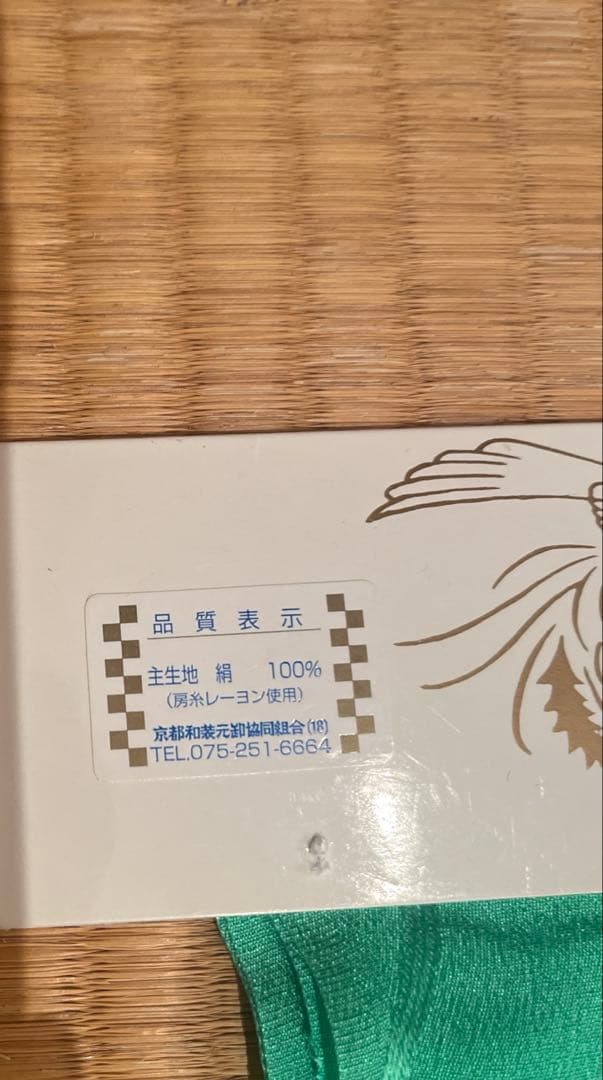 品質表示
主生地 絹 100%
(房糸レーヨン使用)
京都和装元卸協同組合(18)
TEL.075-251-6664